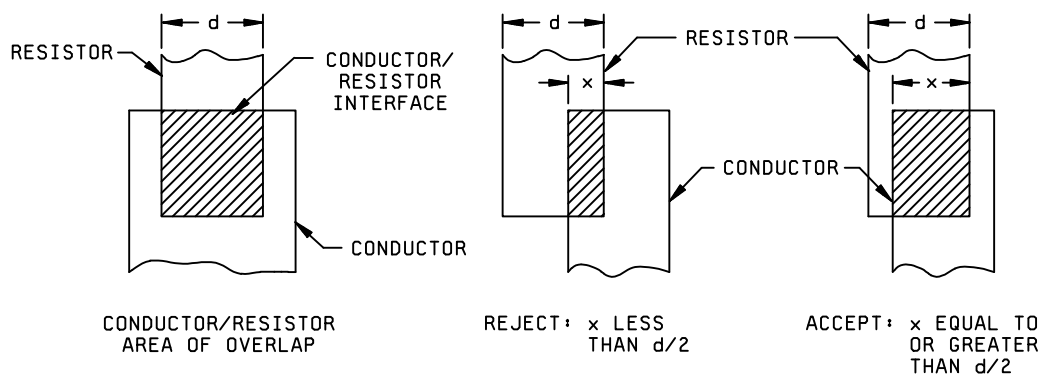 d
RESISTOR
CONDUCTOR/
RESISTOR
INTERFACE
CONDUCTOR
CONDUCTOR/RESISTOR
AREA OF OVERLAP
d
RESISTOR
x
CONDUCTOR
REJECT: x LESS
THAN d/2
d
x
ACCEPT: x EQUAL TO
OR GREATER
THAN d/2